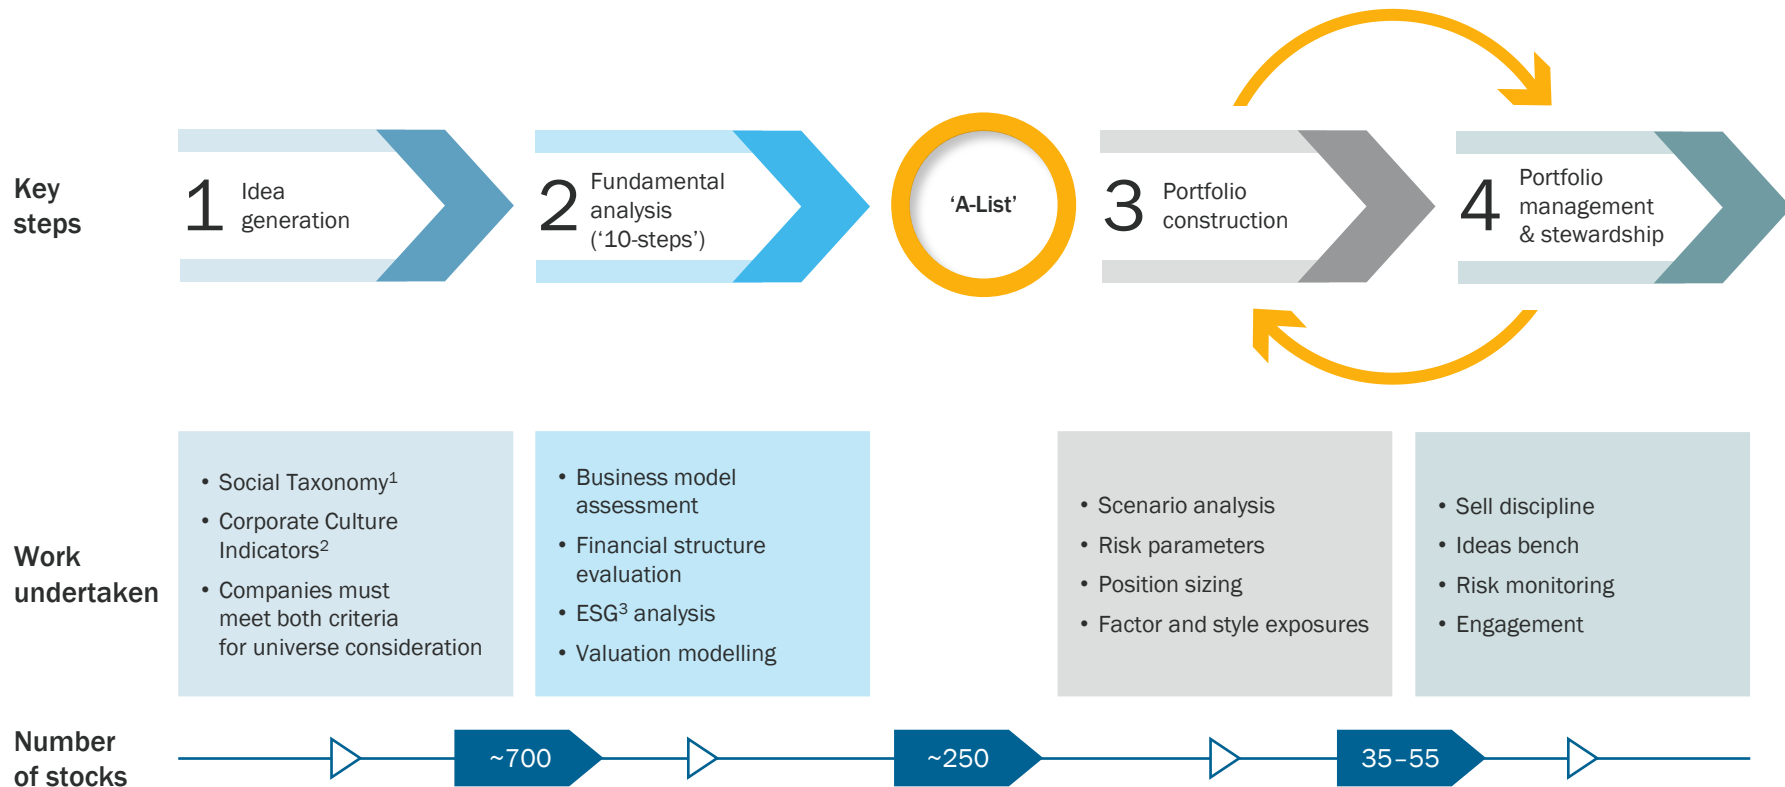 Key
steps
1
Idea
generation
2
Fundamental
analysis
(‘10-steps’)
‘A-List’
3
Portfolio
construction
4
Portfolio
management
& stewardship
Work
undertaken
• Social Taxonomy¹
• Corporate Culture
Indicators²
• Companies must
meet both criteria
for universe consideration
• Business model
assessment
• Financial structure
evaluation
• ESG³ analysis
• Valuation modelling
• Scenario analysis
• Risk parameters
• Position sizing
• Factor and style exposures
• Sell discipline
• Ideas bench
• Risk monitoring
• Engagement
Number
of stocks
~700
~250
35–55